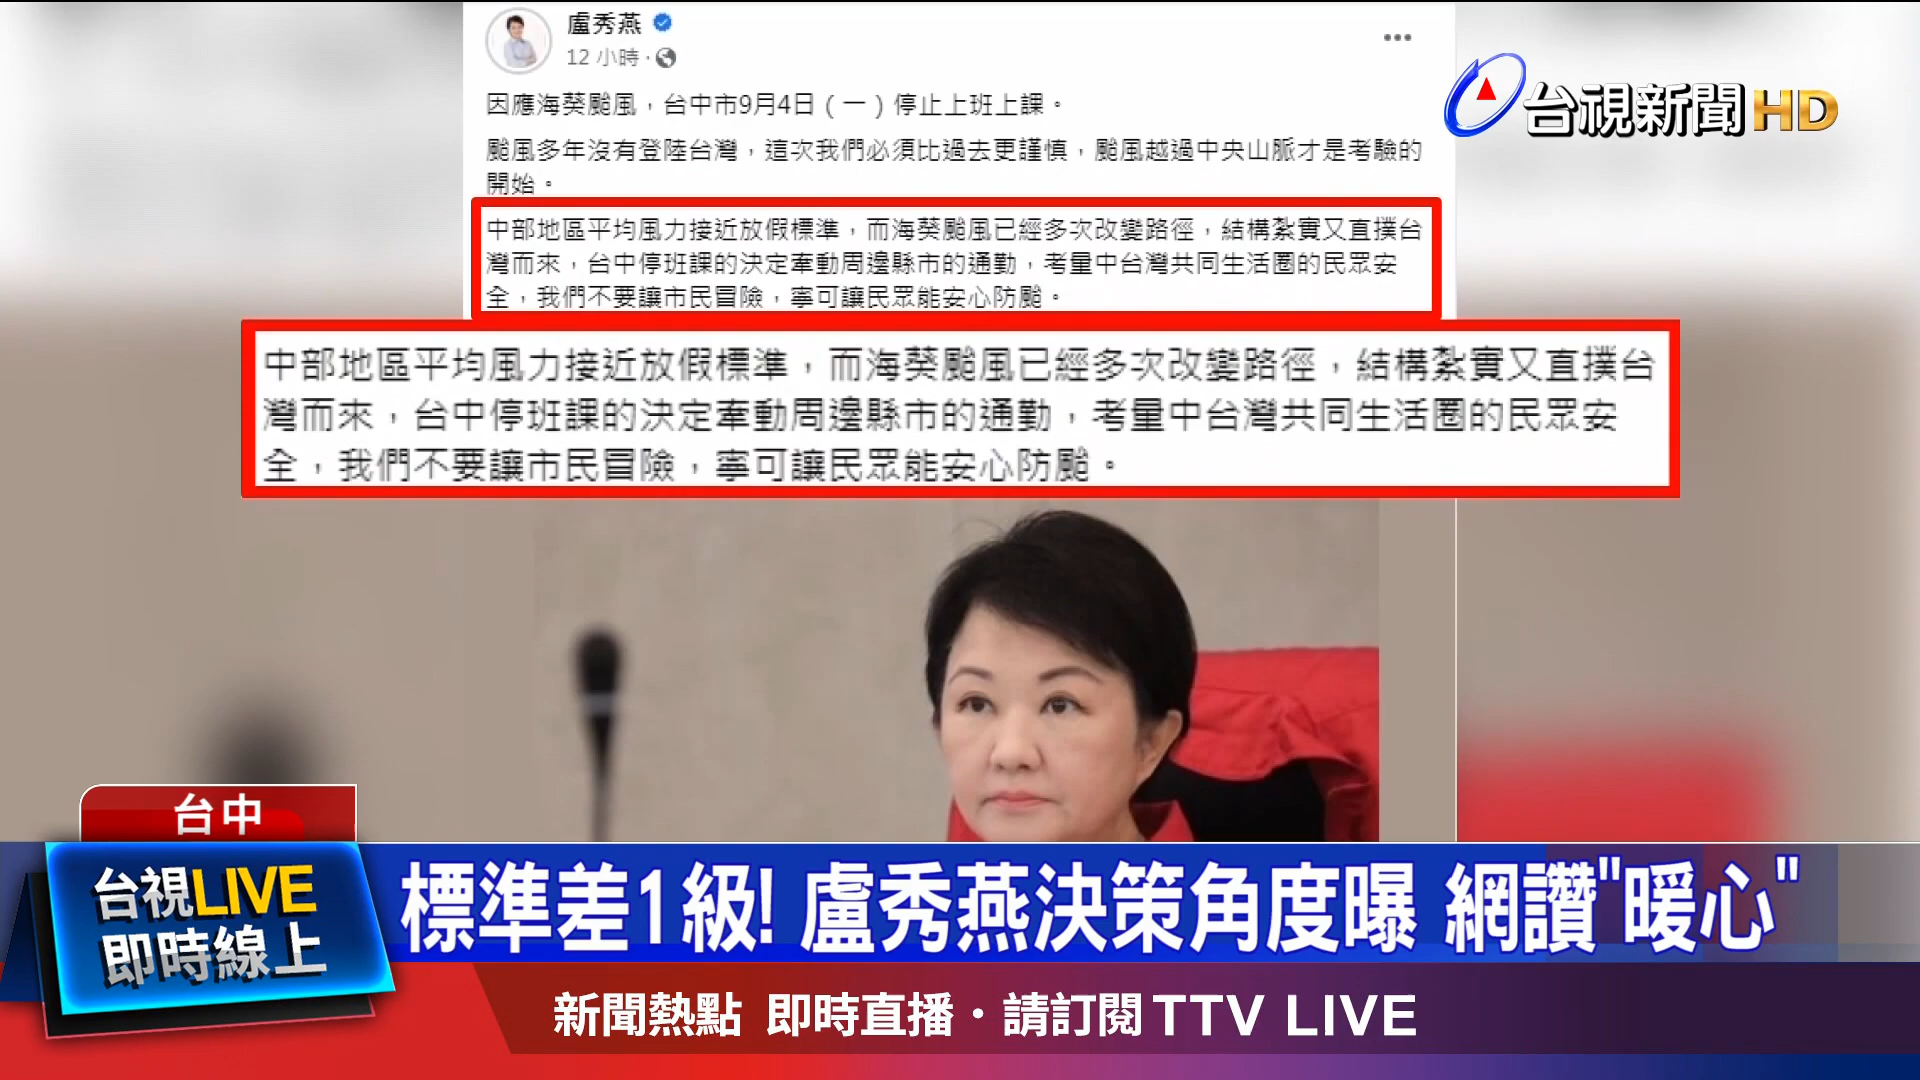 盧秀燕
12 小時·
因應海葵颱風，台中市9月4日（一）停止上班上課。
颱風多年沒有登陸台灣，這次我們必須比過去更謹慎，颱風越過中央山脈才是考驗的
開始。
中部地區平均風力接近放假標準，而海葵颱風已經多次改變路徑，結構紮實又直撲台
灣而來，台中停班課的決定牽動周邊縣市的通勤，考量中台灣共同生活圈的民眾安
全，我們不要讓市民冒險，寧可讓民眾能安心防颱。
台視新聞HD
中部地區平均風力接近放假標準，而海葵颱風已經多次改變路徑，結構紮實又直撲台
灣而來，台中停班課的決定牽動周邊縣市的通勤，考量中台灣共同生活圈的民眾安
全，我們不要讓市民冒險，寧可讓民眾能安心防颱。
台中
台視LIVE
即時線上
標準差1級! 盧秀燕決策角度曝 網讚"暖心"
新聞熱點 即時直播·請訂閱TTV LIVE